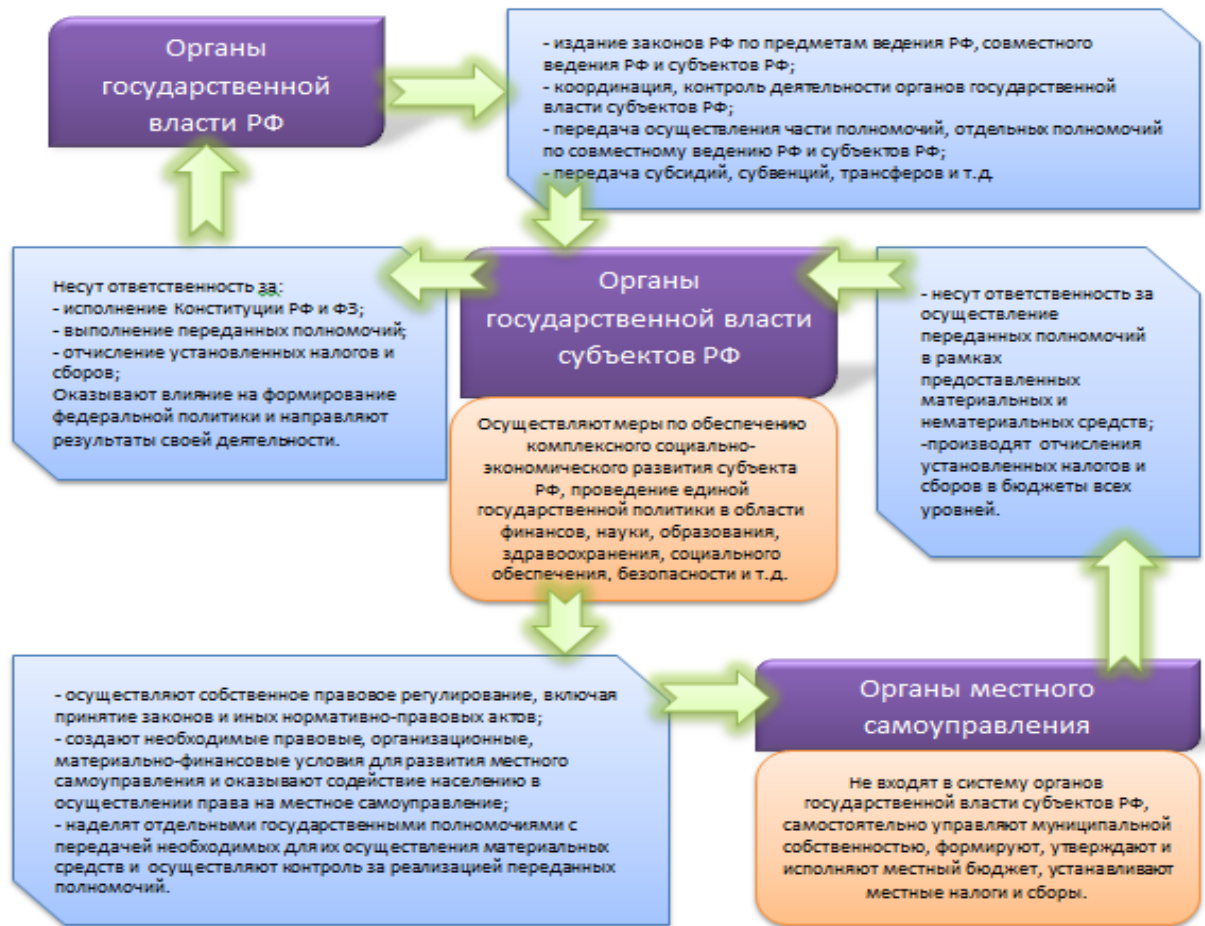 Органы
государственной
власти РФ
- издание законов РФ по предметам ведения РФ, совместного
ведения РФ и субъектов РФ;
- координация, контроль деятельности органов государственной
власти субъектов РФ;
- передача осуществления части полномочий, отдельных полномочий
по совместному ведению РФ и субъектов РФ;
- передача субсидий, субвенций, трансферов и т.д.
Несут ответственность за:
- исполнение Конституции РФ и ФЗ;
- выполнение переданных полномочий;
- отчисление установленных налогов и
сборов;
Оказывают влияние на формирование
федеральной политики и направляют
результаты своей деятельности.
Органы
государственной власти
субъектов РФ
Осуществляют меры по обеспечению
комплексного социально-
экономического развития субъекта
РФ, проведение единой
государственной политики в области
финансов, науки, образования,
здравоохранения, социального
обеспечения, безопасности и т.д.
- несут ответственность за
осуществление
переданных полномочий
в рамках
предоставленных
материальных и
нематериальных средств;
-производят отчисления
установленных налогов и
сборов в бюджеты всех
уровней.
- осуществляют собственное правовое регулирование, включая
принятие законов и иных нормативно-правовых актов;
- создают необходимые правовые, организационные,
материально-финансовые условия для развития местного
самоуправления и оказывают содействие населению в
осуществлении права на местное самоуправление;
- наделят отдельными государственными полномочиями с
передачей необходимых для их осуществления материальных
средств и осуществляют контроль за реализацией переданных
полномочий.
Органы местного
самоуправления
Не входят в систему органов
государственной власти субъектов РФ,
самостоятельно управляют муниципальной
собственностью, формируют, утверждают и
исполняют местный бюджет, устанавливают
местные налоги и сборы.